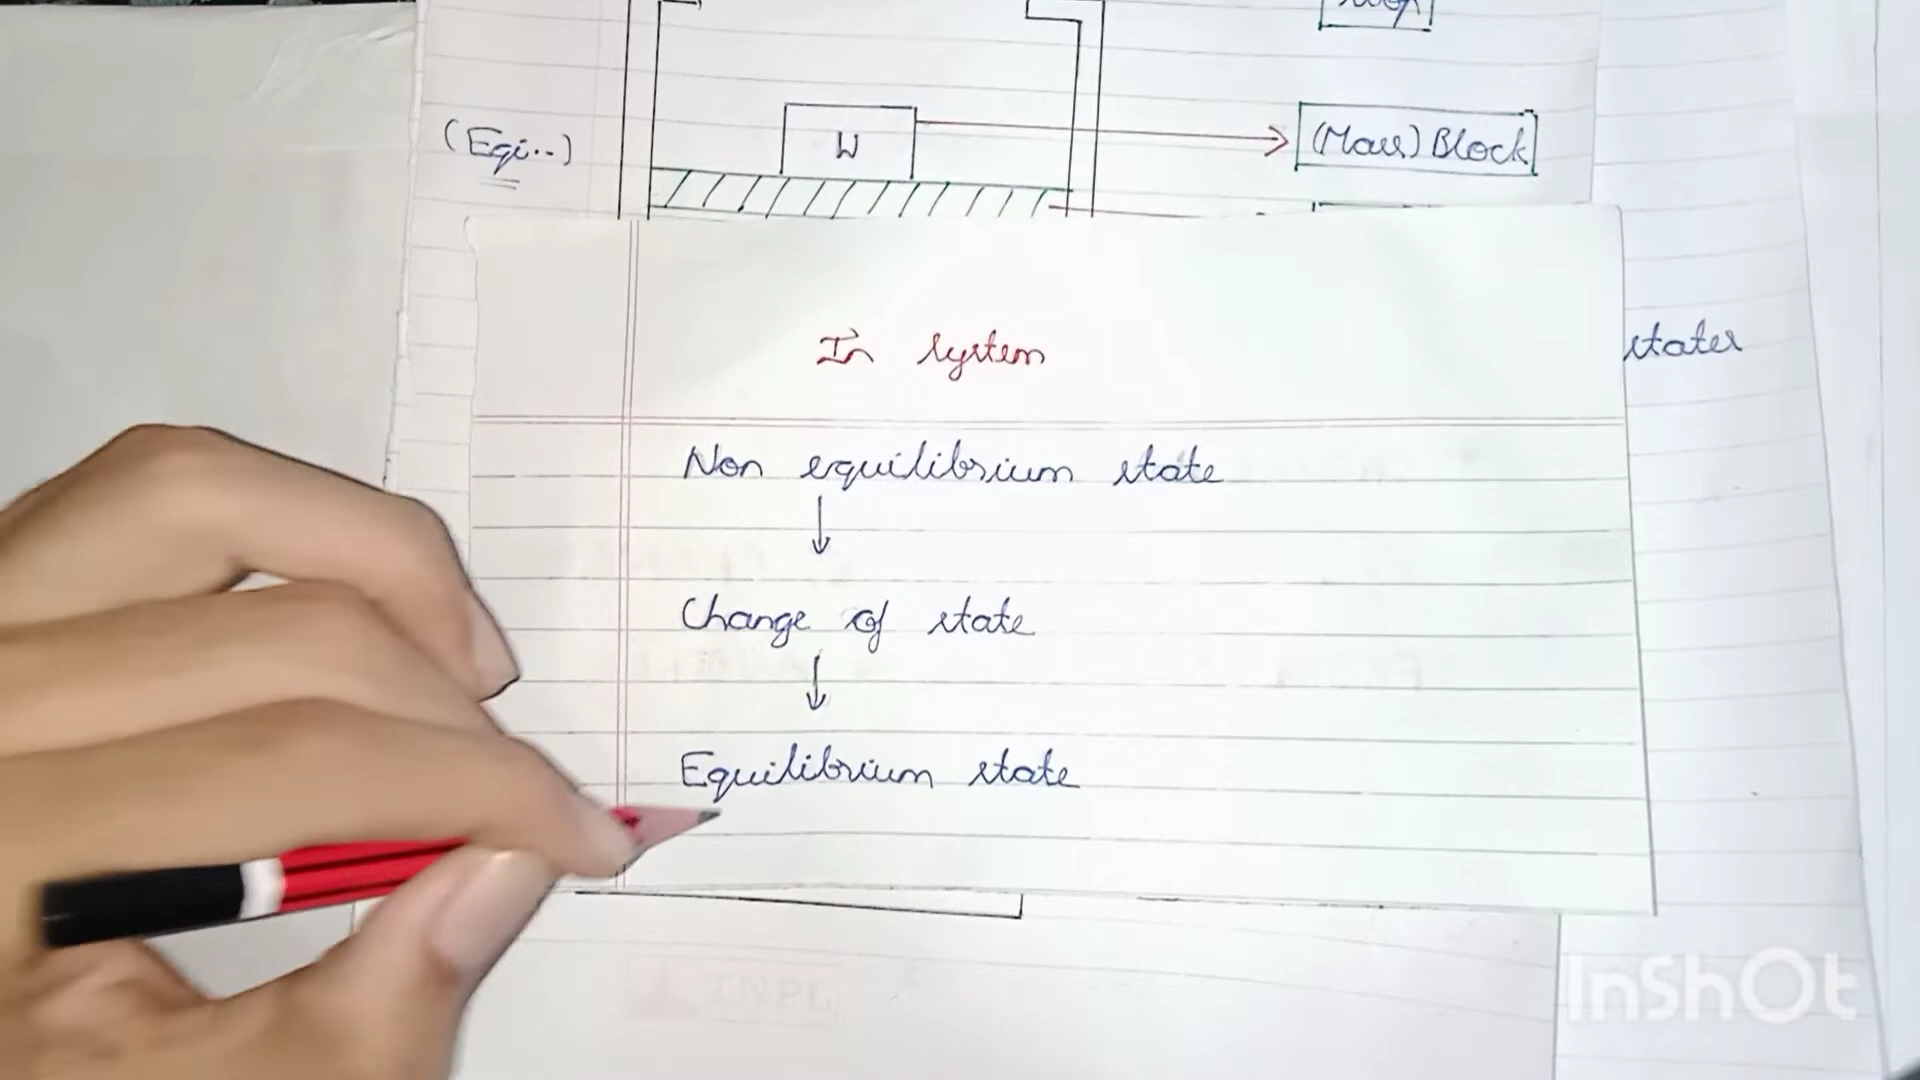 (Eqi..)
W
(Mass) Block
states
In system
Non equilibrium state
Change of state
Equilibrium state
InShOt